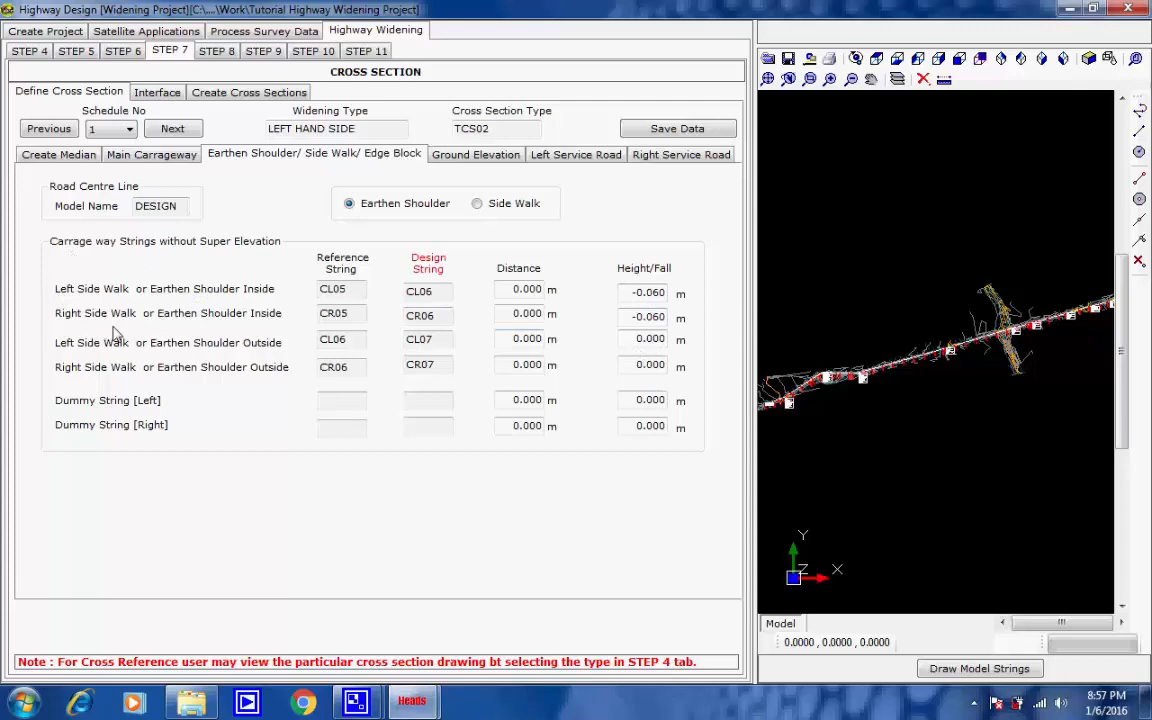 Highway Design [Widening Project][C:\....\Work\Tutorial Highway Widening Project]
Create Project Satellite Applications Process Survey Data Highway Widening
STEP 4 STEP 5 STEP 6 STEP 7 STEP 8 STEP 9 STEP 10 STEP 11
CROSS SECTION
Define Cross Section Interface Create Cross Sections
Schedule No Widening Type Cross Section Type
Previous 1 Next LEFT HAND SIDE TCS02 Save Data
Create Median Main Carrageway Earthen Shoulder/ Side Walk/ Edge Block Ground Elevation Left Service Road Right Service Road
Road Centre Line
Model Name DESIGN Earthen Shoulder Side Walk
Carrage way Strings without Super Elevation
Reference String Design String Distance Height/Fall
Left Side Walk or Earthen Shoulder Inside CL05 CL06 0.000 m -0.060 m
Right Side Walk or Earthen Shoulder Inside CR05 CR06 0.000 m -0.060 m
Left Side Walk or Earthen Shoulder Outside CL06 CL07 0.000 m 0.000 m
Right Side Walk or Earthen Shoulder Outside CR06 CR07 0.000 m 0.000 m
Dummy String [Left] 0.000 m 0.000 m
Dummy String [Right] 0.000 m 0.000 m
Note : For Cross Reference user may view the particular cross section drawing bt selecting the type in STEP 4 tab.
Y
Z X
Model
0.0000 , 0.0000 , 0.0000
Draw Model Strings
Heads
8:57 PM
1/6/2016